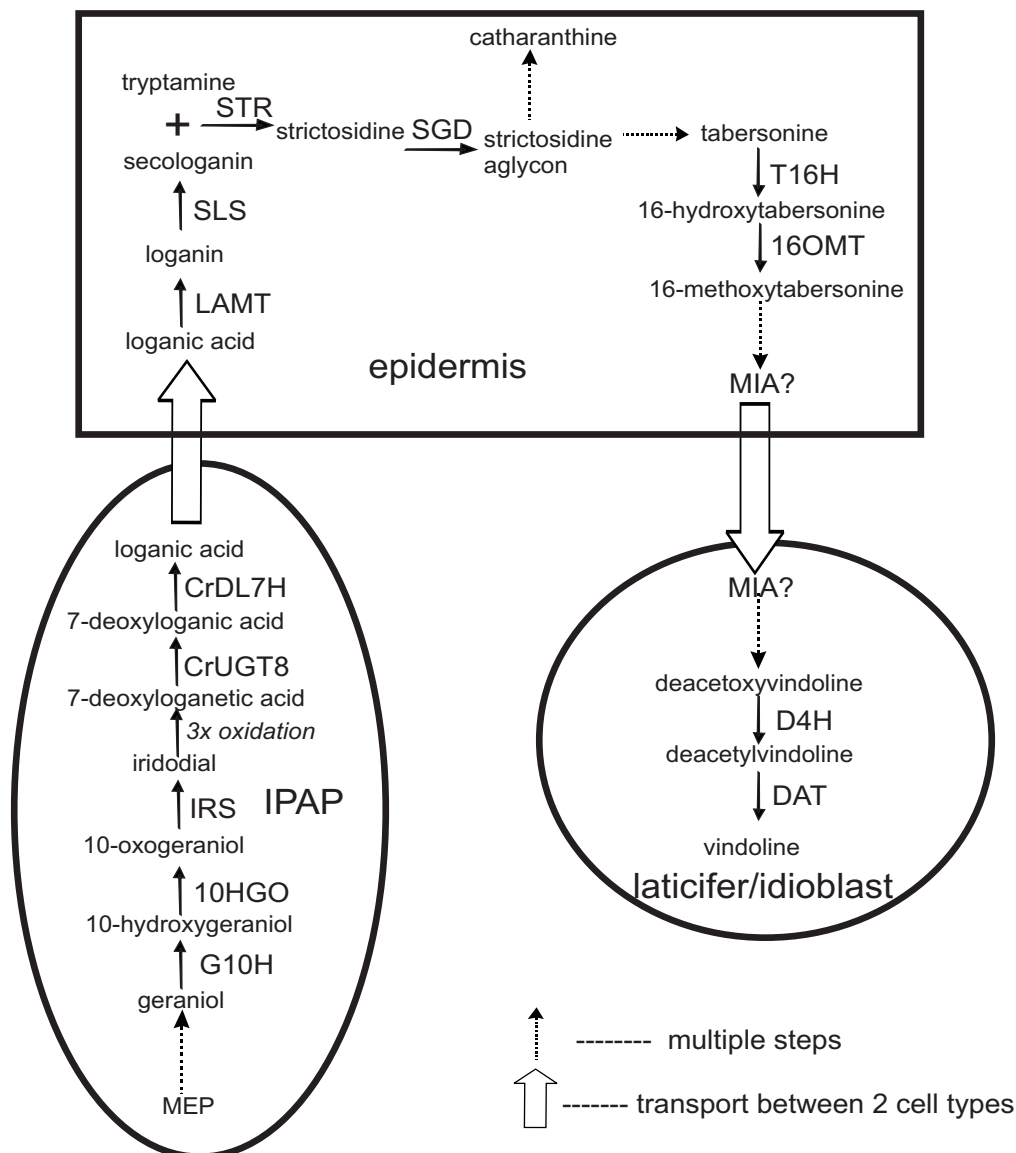 catharanthine
tryptamine
+
STR
strictosidine
SGD
strictosidine
aglycon
tabersonine
secologanin
T16H
SLS
16-hydroxytabersonine
16OMT
loganin
16-methoxytabersonine
LAMT
loganic acid
epidermis
MIA?
loganic acid
CrDL7H
7-deoxyloganic acid
CrUGT8
7-deoxyloganetic acid
3x oxidation
iridodial
IRS
IPAP
10-oxogeraniol
10HGO
10-hydroxygeraniol
G10H
geraniol
MEP
MIA?
deacetoxyvindoline
D4H
deacetylvindoline
DAT
vindoline
laticifer/idioblast
-------- multiple steps
------- transport between 2 cell types